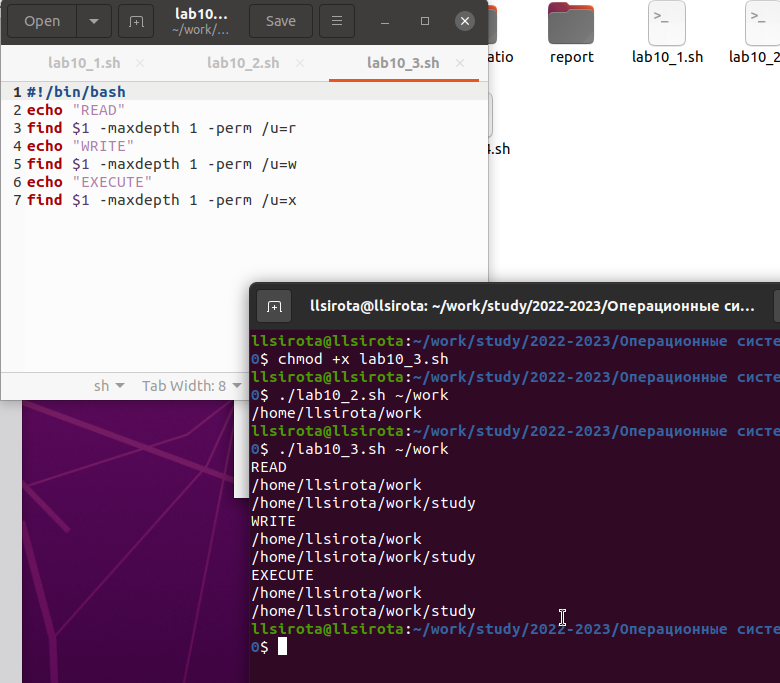 Open
lab10...
~/work/...
Save
lab10_1.sh
lab10_2.sh
lab10_3.sh
1 #!/bin/bash
2 echo "READ"
3 find $1 -maxdepth 1 -perm /u=r
4 echo "WRITE"
5 find $1 -maxdepth 1 -perm /u=w
6 echo "EXECUTE"
7 find $1 -maxdepth 1 -perm /u=x
sh
Tab Width: 8
atio
report
lab10_1.sh
lab10_2
.sh
llsirota@llsirota: ~/work/study/2022-2023/Операционные си...
llsirota@llsirota:~/work/study/2022-2023/Операционные систе
0$ chmod +x lab10_3.sh
llsirota@llsirota:~/work/study/2022-2023/Операционные систе
0$ ./lab10_2.sh ~/work
/home/llsirota/work
llsirota@llsirota:~/work/study/2022-2023/Операционные систе
0$ ./lab10_3.sh ~/work
READ
/home/llsirota/work
/home/llsirota/work/study
WRITE
/home/llsirota/work
/home/llsirota/work/study
EXECUTE
/home/llsirota/work
/home/llsirota/work/study
llsirota@llsirota:~/work/study/2022-2023/Операционные систе
0$